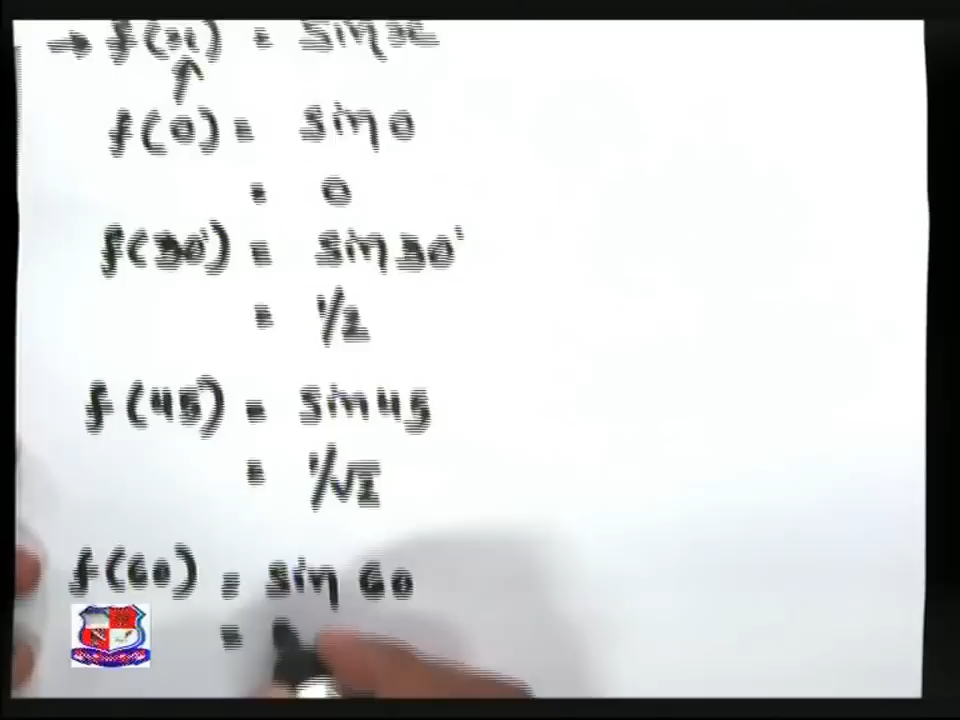 → f(x) = sin x
f(0) = sin 0
= 0
f(30°) = sin 30°
= 1/2
f(45°) = sin 45
= 1/√2
f(60) = sin 60
=